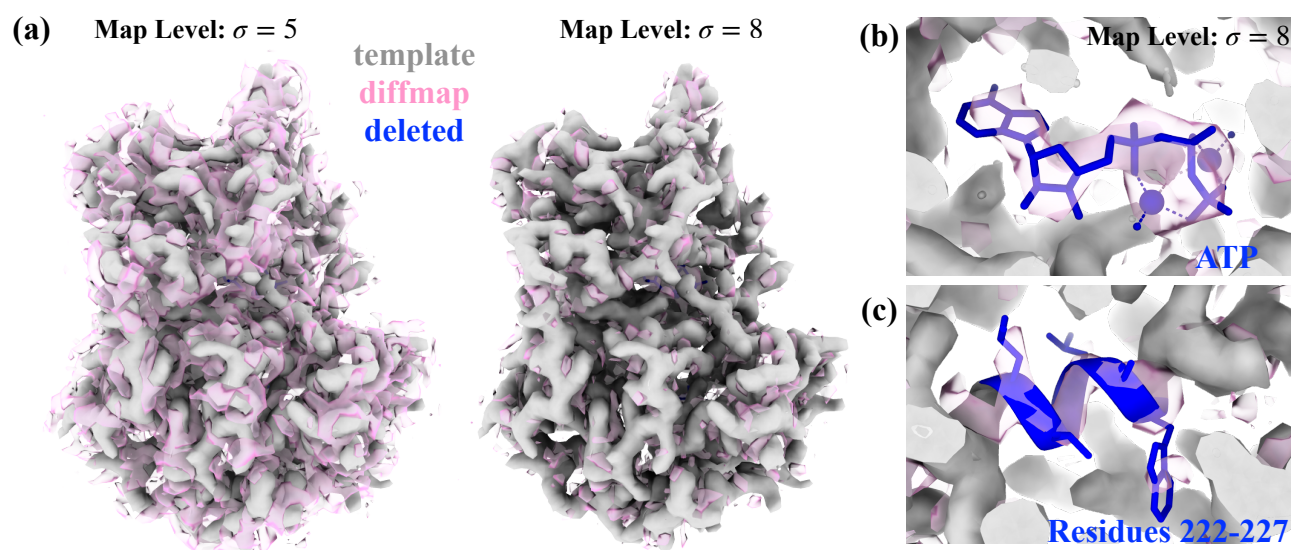 (a)
Map Level: σ = 5
template
diffmap
deleted
Map Level: σ = 8
(b)
Map Level: σ = 8
ATP
(c)
Residues 222-227